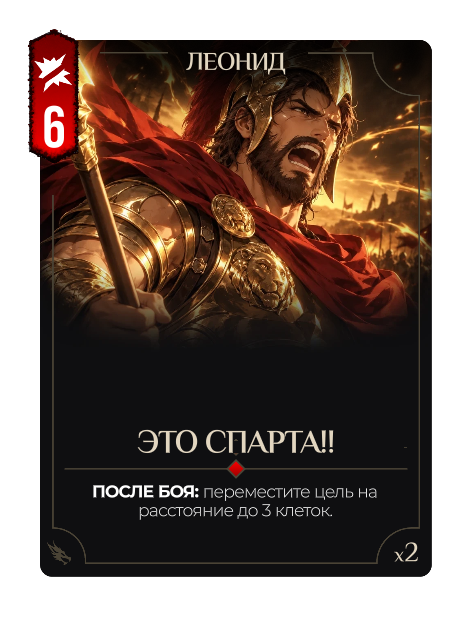 ЛЕОНИД
6
ЭТО СПАРТА!!
ПОСЛЕ БОЯ: переместите цель на
расстояние до 3 клеток.
x2